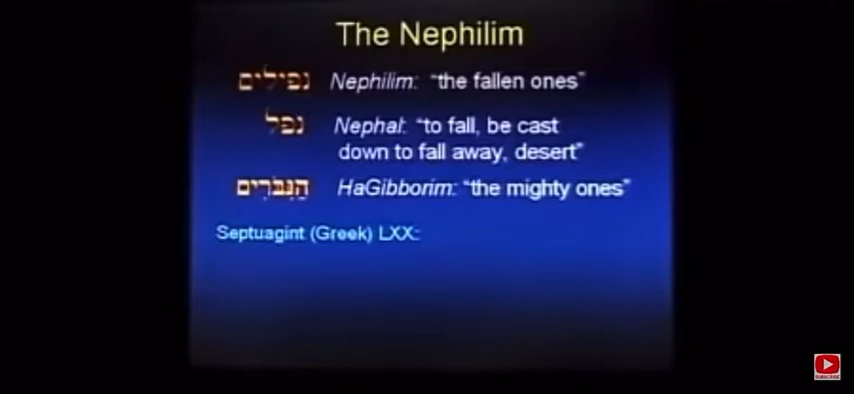 The Nephilim
נפילים Nephilim: “the fallen ones”
נפל Nephal: “to fall, be cast
down to fall away, desert”
הַגִּבֹּרִים HaGibborim: “the mighty ones”
Septuagint (Greek) LXX:
SUBSCRIBE